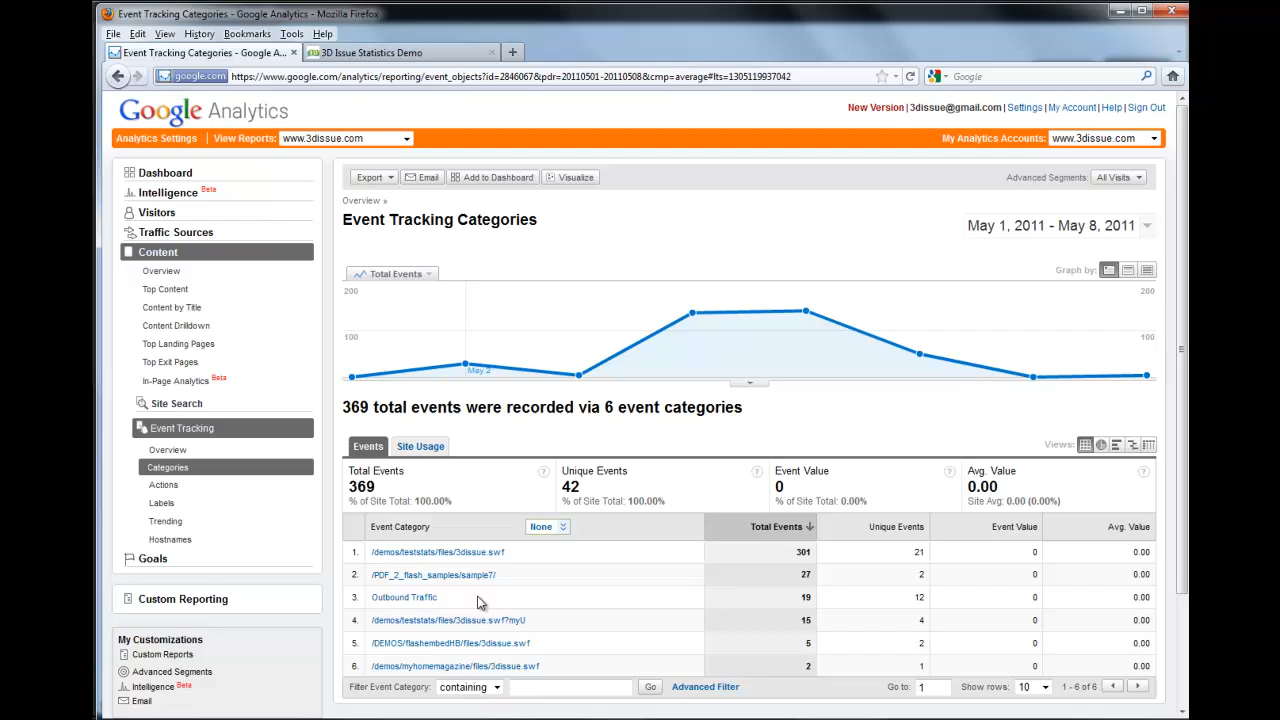 Event Tracking Categories - Google Analytics - Mozilla Firefox
File Edit View History Bookmarks Tools Help
Event Tracking Categories - Google A... × 3D Issue Statistics Demo × +
google.com https://www.google.com/analytics/reporting/event_objects?id=2846067&pdr=20110501-20110508&cmp=average#lts=1305119937042 Google
Google Analytics
New Version | 3dissue@gmail.com | Settings | My Account | Help | Sign Out
Analytics Settings | View Reports: www.3dissue.com My Analytics Accounts: www.3dissue.com
Dashboard
Intelligence Beta
Visitors
Traffic Sources
Content
Overview
Top Content
Content by Title
Content Drilldown
Top Landing Pages
Top Exit Pages
In-Page Analytics Beta
Site Search
Event Tracking
Overview
Categories
Actions
Labels
Trending
Hostnames
Goals
Custom Reporting
My Customizations
Custom Reports
Advanced Segments
Intelligence Beta
Email
Export Email Add to Dashboard Visualize Advanced Segments: All Visits
Overview »
Event Tracking Categories
May 1, 2011 - May 8, 2011
Total Events Graph by:
200 200
100 100
May 2
369 total events were recorded via 6 event categories
Events Site Usage Views:
Total Events ? Unique Events ? Event Value ? Avg. Value ?
369 42 0 0.00
% of Site Total: 100.00% % of Site Total: 100.00% % of Site Total: 0.00% Site Avg: 0.00 (0.00%)
Event Category None Total Events ↓ Unique Events Event Value Avg. Value
1. /demos/teststats/files/3dissue.swf 301 21 0 0.00
2. /PDF_2_flash_samples/sample7/ 27 2 0 0.00
3. Outbound Traffic 19 12 0 0.00
4. /demos/teststats/files/3dissue.swf?myU 15 4 0 0.00
5. /DEMOS/flashembedHB/files/3dissue.swf 5 2 0 0.00
6. /demos/myhomemagazine/files/3dissue.swf 2 1 0 0.00
Filter Event Category: containing Go Advanced Filter Go to: 1 Show rows: 10 1 - 6 of 6